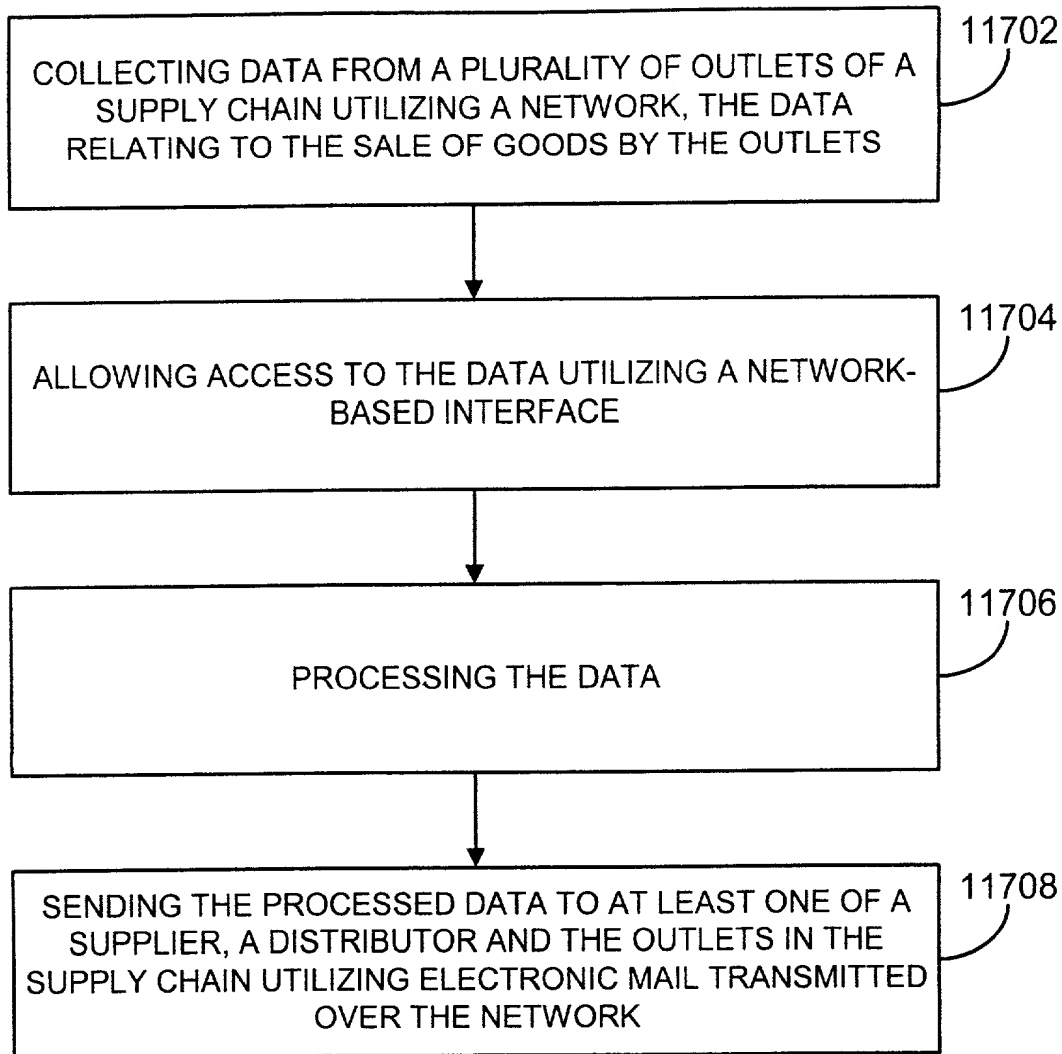 11702
COLLECTING DATA FROM A PLURALITY OF OUTLETS OF A
SUPPLY CHAIN UTILIZING A NETWORK, THE DATA
RELATING TO THE SALE OF GOODS BY THE OUTLETS
11704
ALLOWING ACCESS TO THE DATA UTILIZING A NETWORK-
BASED INTERFACE
11706
PROCESSING THE DATA
11708
SENDING THE PROCESSED DATA TO AT LEAST ONE OF A
SUPPLIER, A DISTRIBUTOR AND THE OUTLETS IN THE
SUPPLY CHAIN UTILIZING ELECTRONIC MAIL TRANSMITTED
OVER THE NETWORK